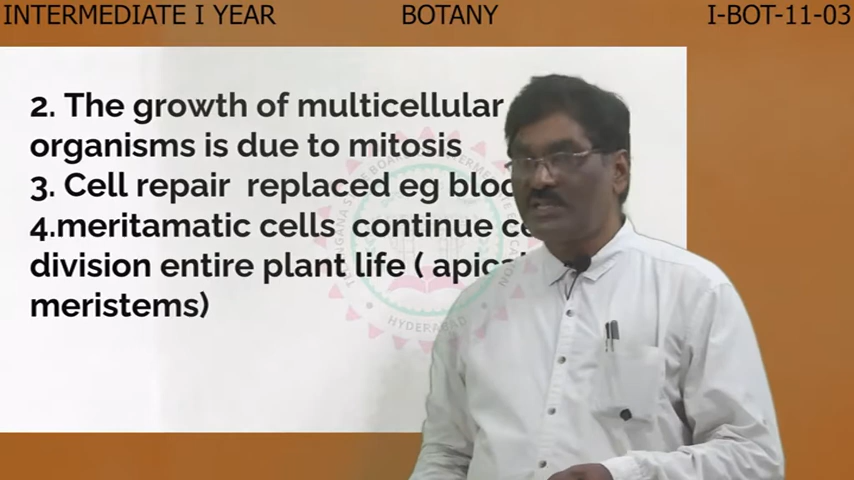 INTERMEDIATE I YEAR BOTANY I-BOT-11-03
2. The growth of multicellular
organisms is due to mitosis
3. Cell repair replaced eg
4.meritamatic cells continue
division entire plant life (
meristems)
HYDERABAD